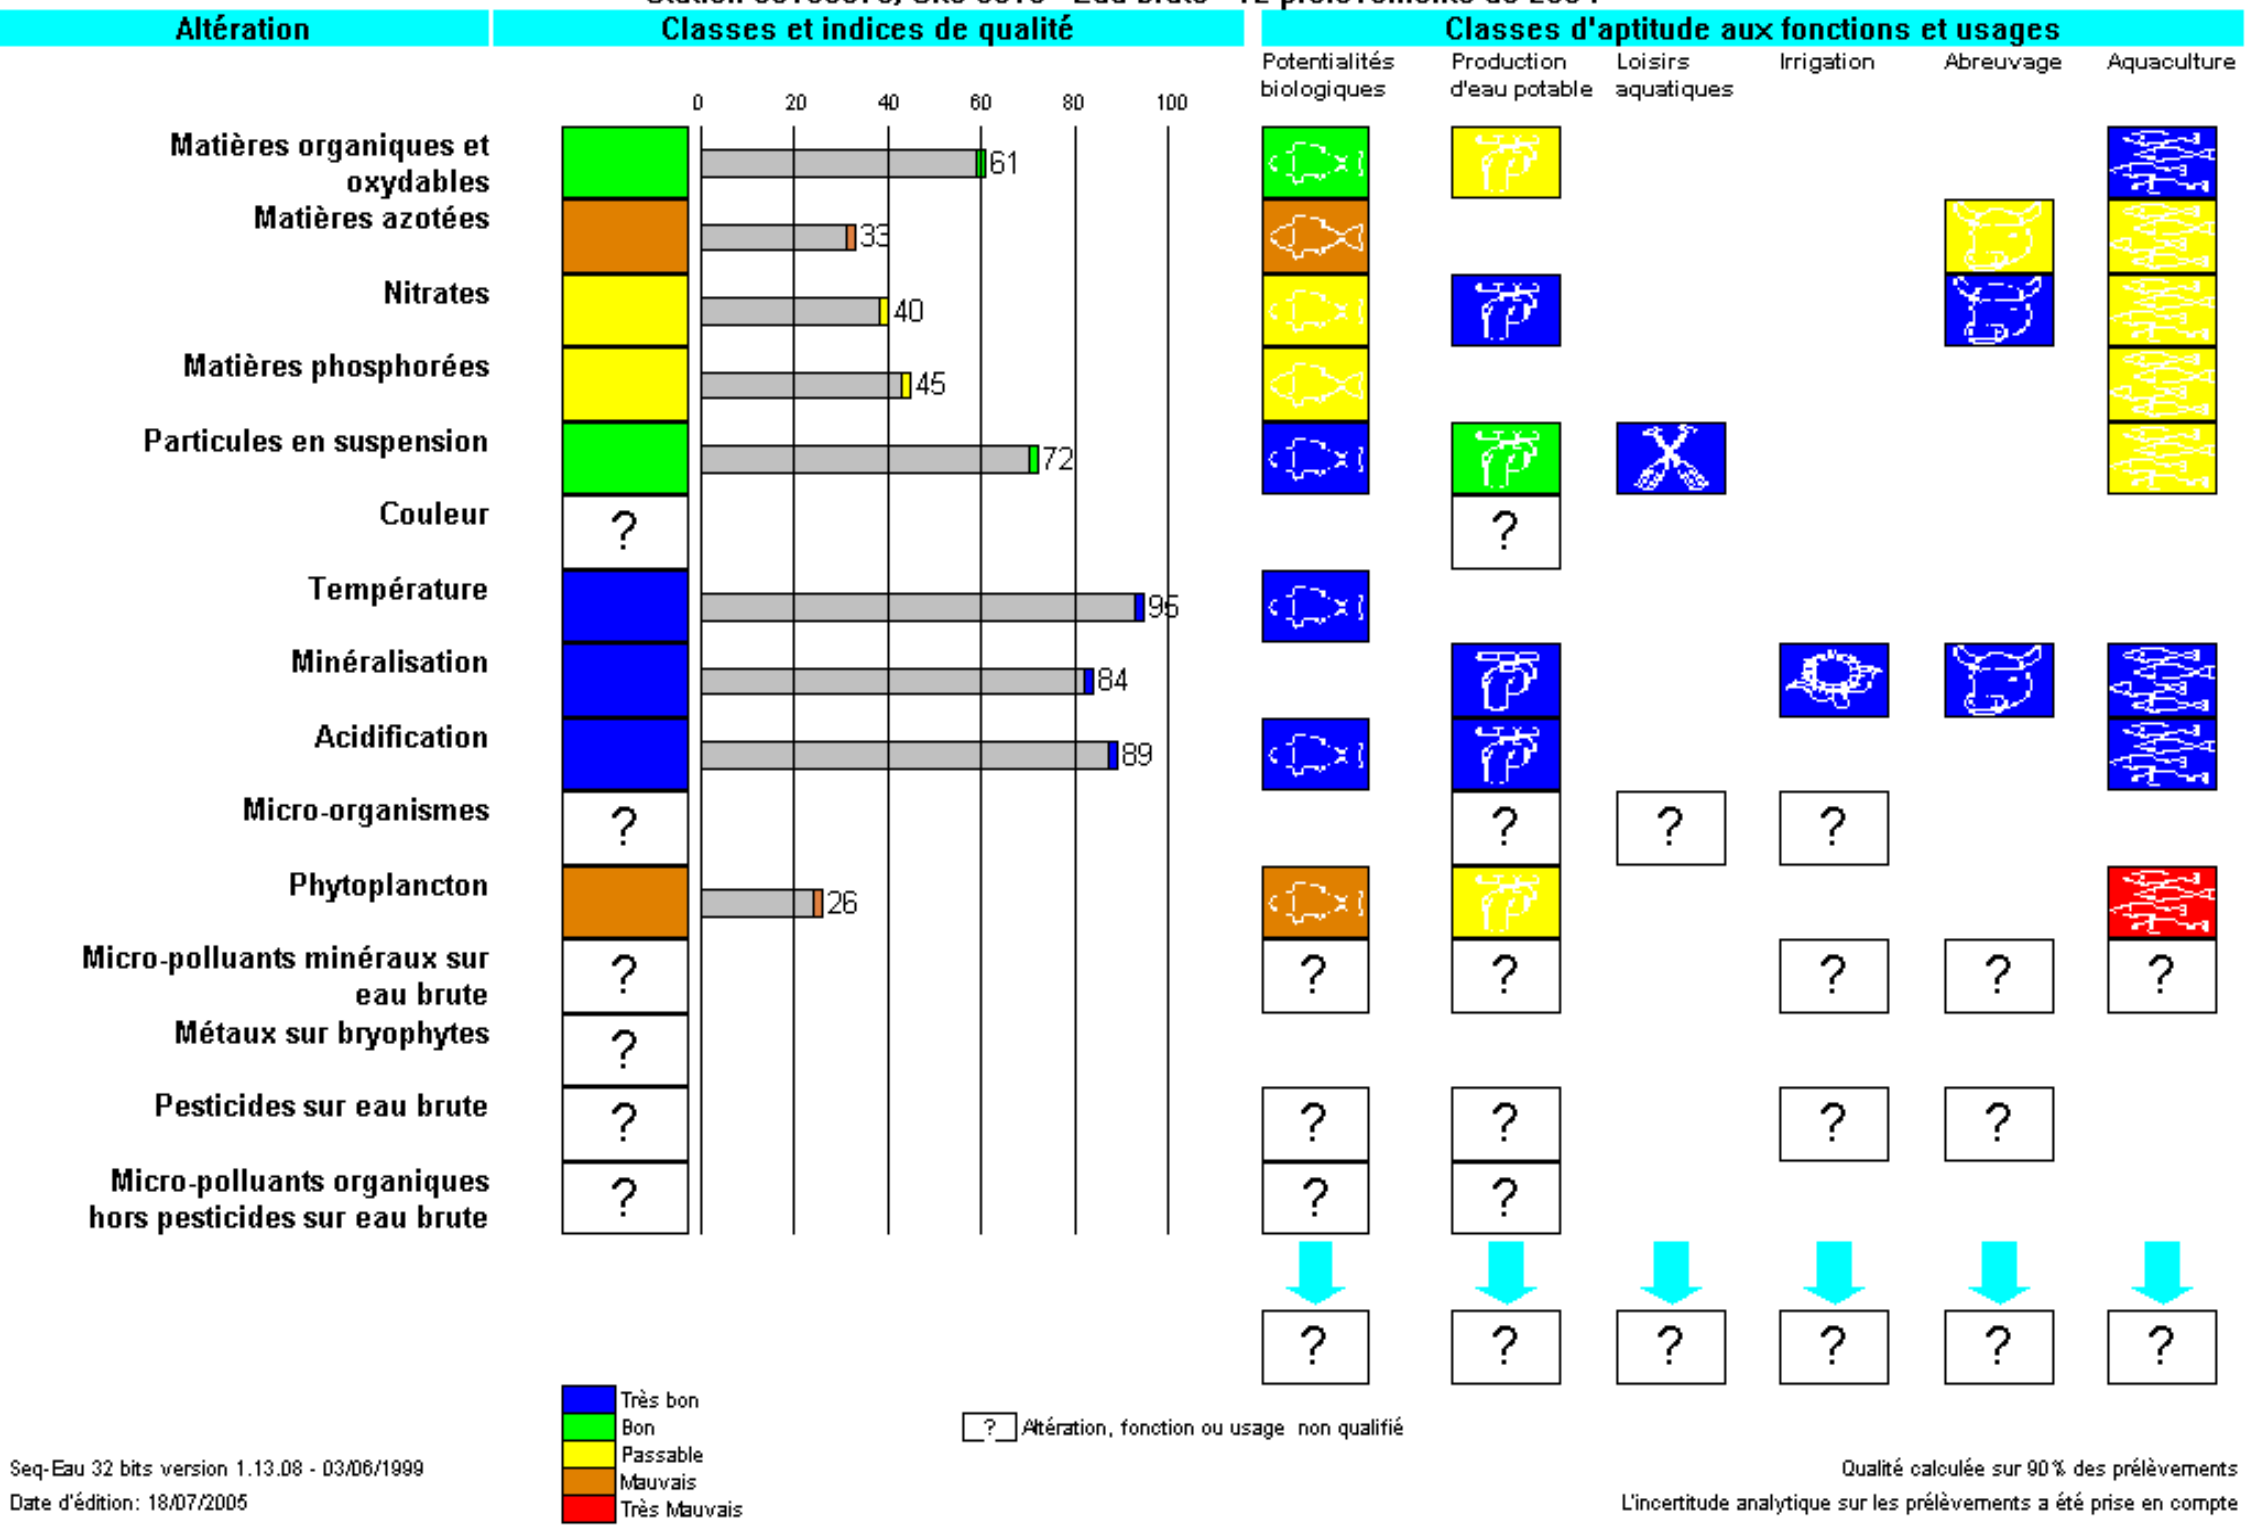 Altération
Classes et indices de qualité
Classes d'aptitude aux fonctions et usages
Potentialités
biologiques
Production
d'eau potable
Loisirs
aquatiques
Irrigation
Abreuvage
Aquaculture
0 20 40 60 80 100
Matières organiques et
oxydables
61
Matières azotées
33
Nitrates
40
Matières phosphorées
45
Particules en suspension
72
Couleur
? ?
Température
95
Minéralisation
84
Acidification
89
Micro-organismes
? ? ? ?
Phytoplancton
26
Micro-polluants minéraux sur
eau brute
? ? ? ? ? ?
Métaux sur bryophytes
?
Pesticides sur eau brute
? ? ? ? ?
Micro-polluants organiques
hors pesticides sur eau brute
? ? ?
? ? ? ? ? ?
Très bon
Bon
Passable
Mauvais
Très Mauvais
? Altération, fonction ou usage non qualifié
Seq-Eau 32 bits version 1.13.08 - 03/06/1999
Date d'édition: 18/07/2005
Qualité calculée sur 90% des prélèvements
L'incertitude analytique sur les prélèvements a été prise en compte